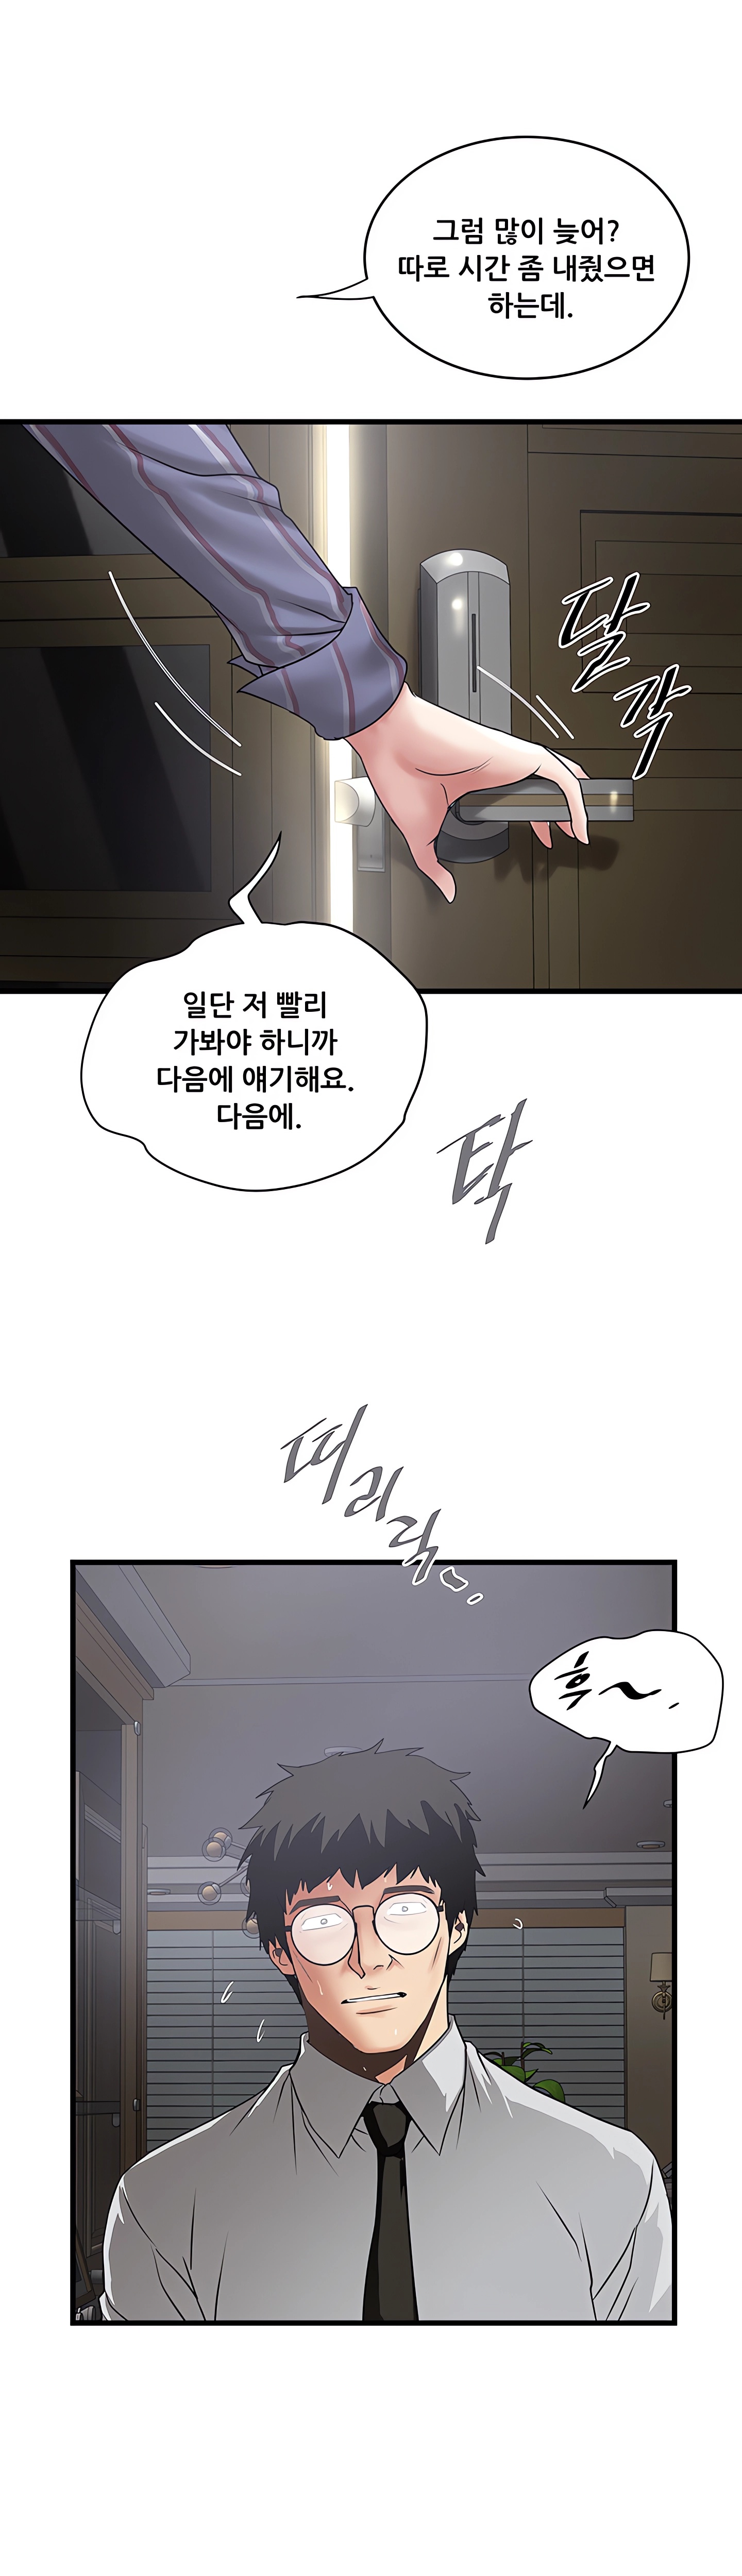 그럼 많이 늦어?
따로 시간 좀 내줬으면
하는데.
달
각
일단 저 빨리
가봐야 하니까
다음에 얘기해요.
다음에.
탁
띠리릭..
후~..